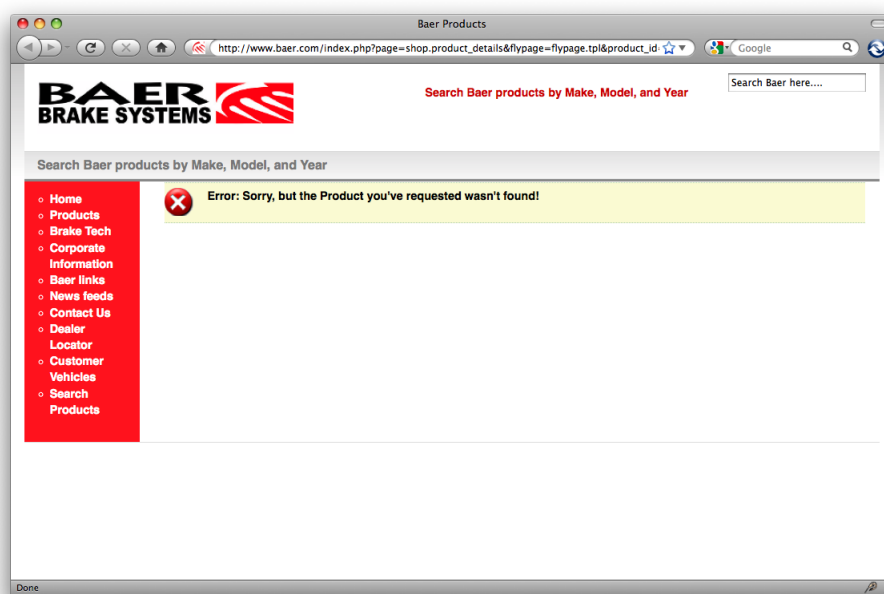 Baer Products
http://www.baer.com/index.php?page=shop.product_details&flypage=flypage.tpl&product_id
Google
BAER
BRAKE SYSTEMS
Search Baer products by Make, Model, and Year
Search Baer here....
Search Baer products by Make, Model, and Year
Home
Products
Brake Tech
Corporate
Information
Baer links
News feeds
Contact Us
Dealer
Locator
Customer
Vehicles
Search
Products
Error: Sorry, but the Product you've requested wasn't found!
Done